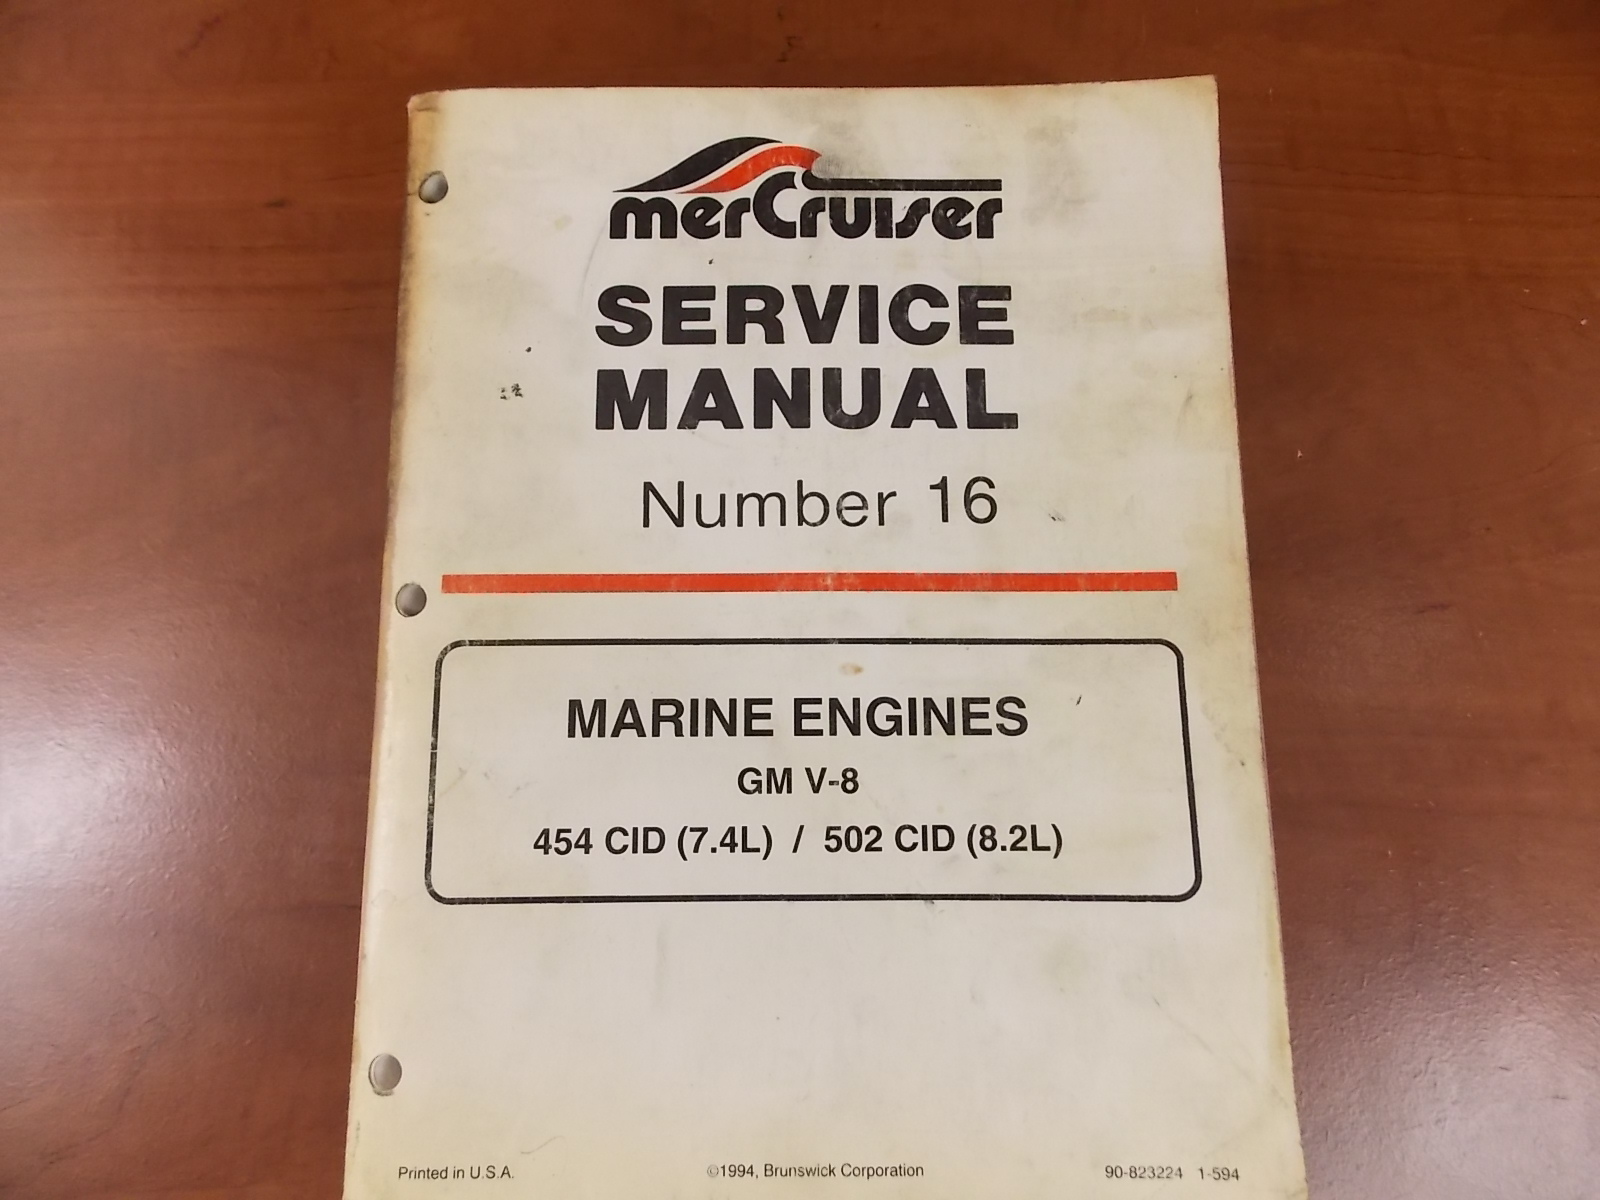 merCruiser
SERVICE
MANUAL
Number 16
MARINE ENGINES
GM V-8
454 CID (7.4L) / 502 CID (8.2L)
Printed in U.S.A.
©1994, Brunswick Corporation
90-823224 1-594